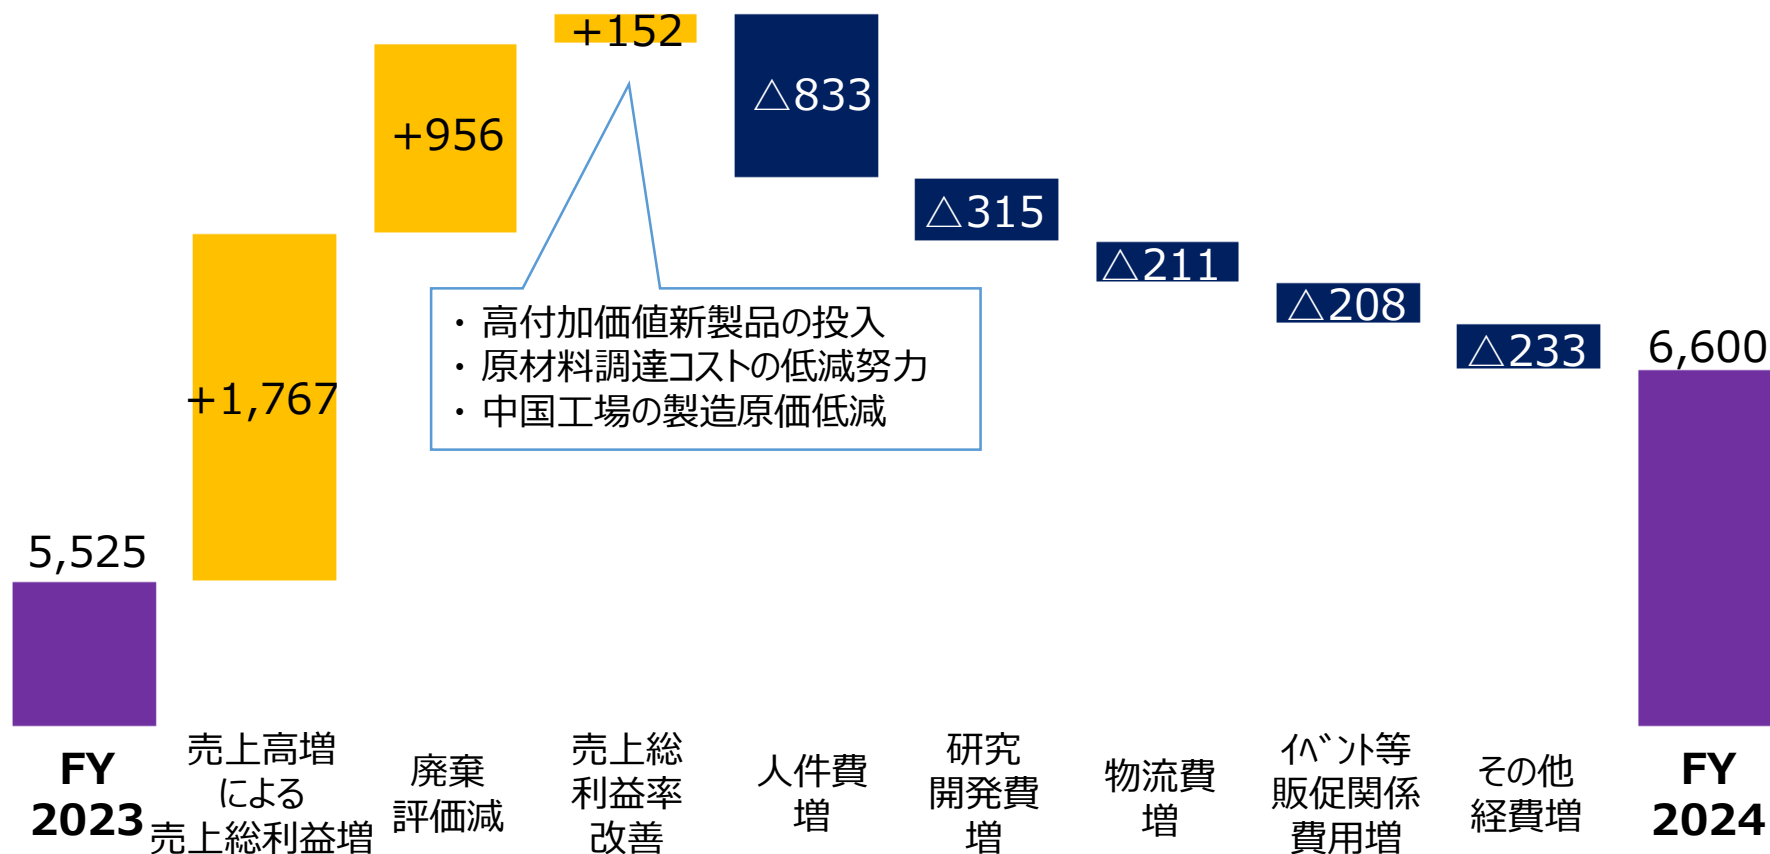 +152
△833
+956
△315
△211
△208
△233
6,600
+1,767
・ 高付加価値新製品の投入
・ 原材料調達コストの低減努力
・ 中国工場の製造原価低減
5,525
FY
2023
売上高増
による
売上総利益増
廃棄
評価減
売上総
利益率
改善
人件費
増
研究
開発費
増
物流費
増
ｲﾍﾞﾝﾄ等
販促関係
費用増
その他
経費増
FY
2024